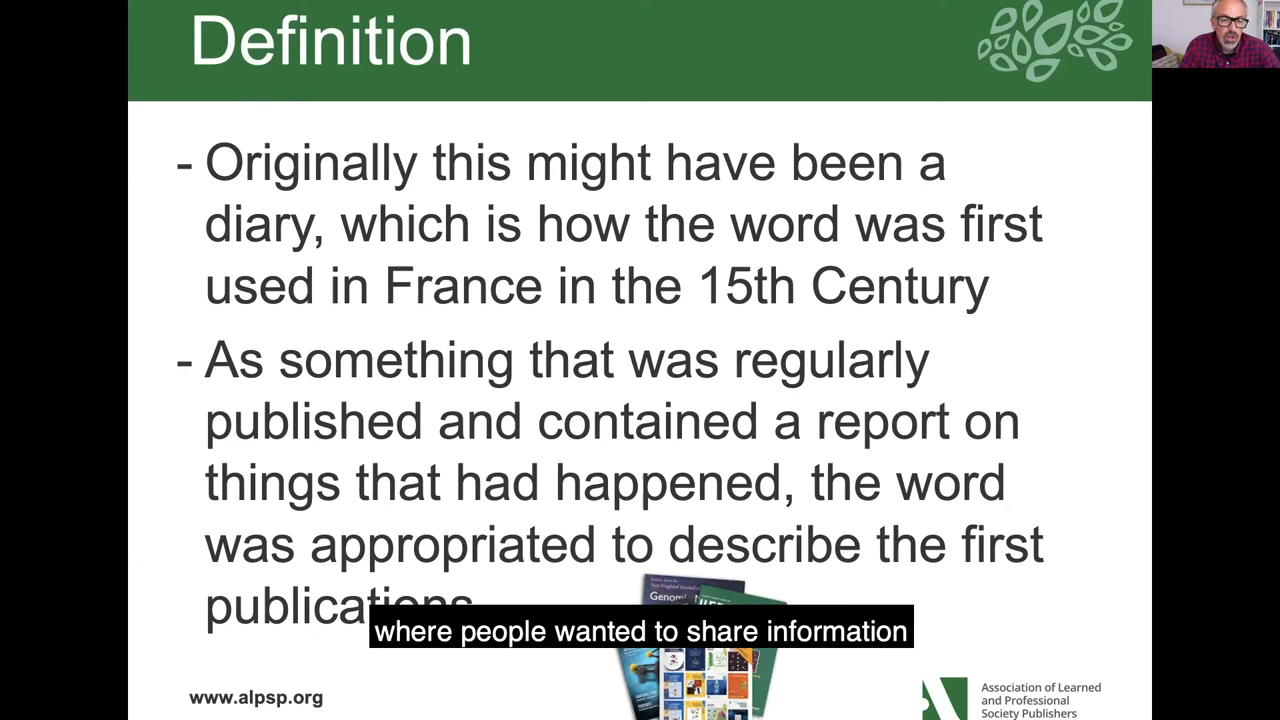 Definition
- Originally this might have been a
diary, which is how the word was first
used in France in the 15th Century
- As something that was regularly
published and contained a report on
things that had happened, the word
was appropriated to describe the first
publications
where people wanted to share information
www.alpsp.org
Association of Learned
and Professional
Society Publishers